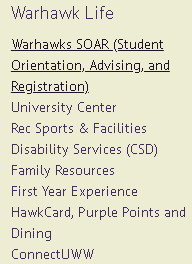 Warhawk Life
Warhawks SOAR (Student
Orientation, Advising, and
Registration)
University Center
Rec Sports & Facilities
Disability Services (CSD)
Family Resources
First Year Experience
HawkCard, Purple Points and
Dining
ConnectUWW